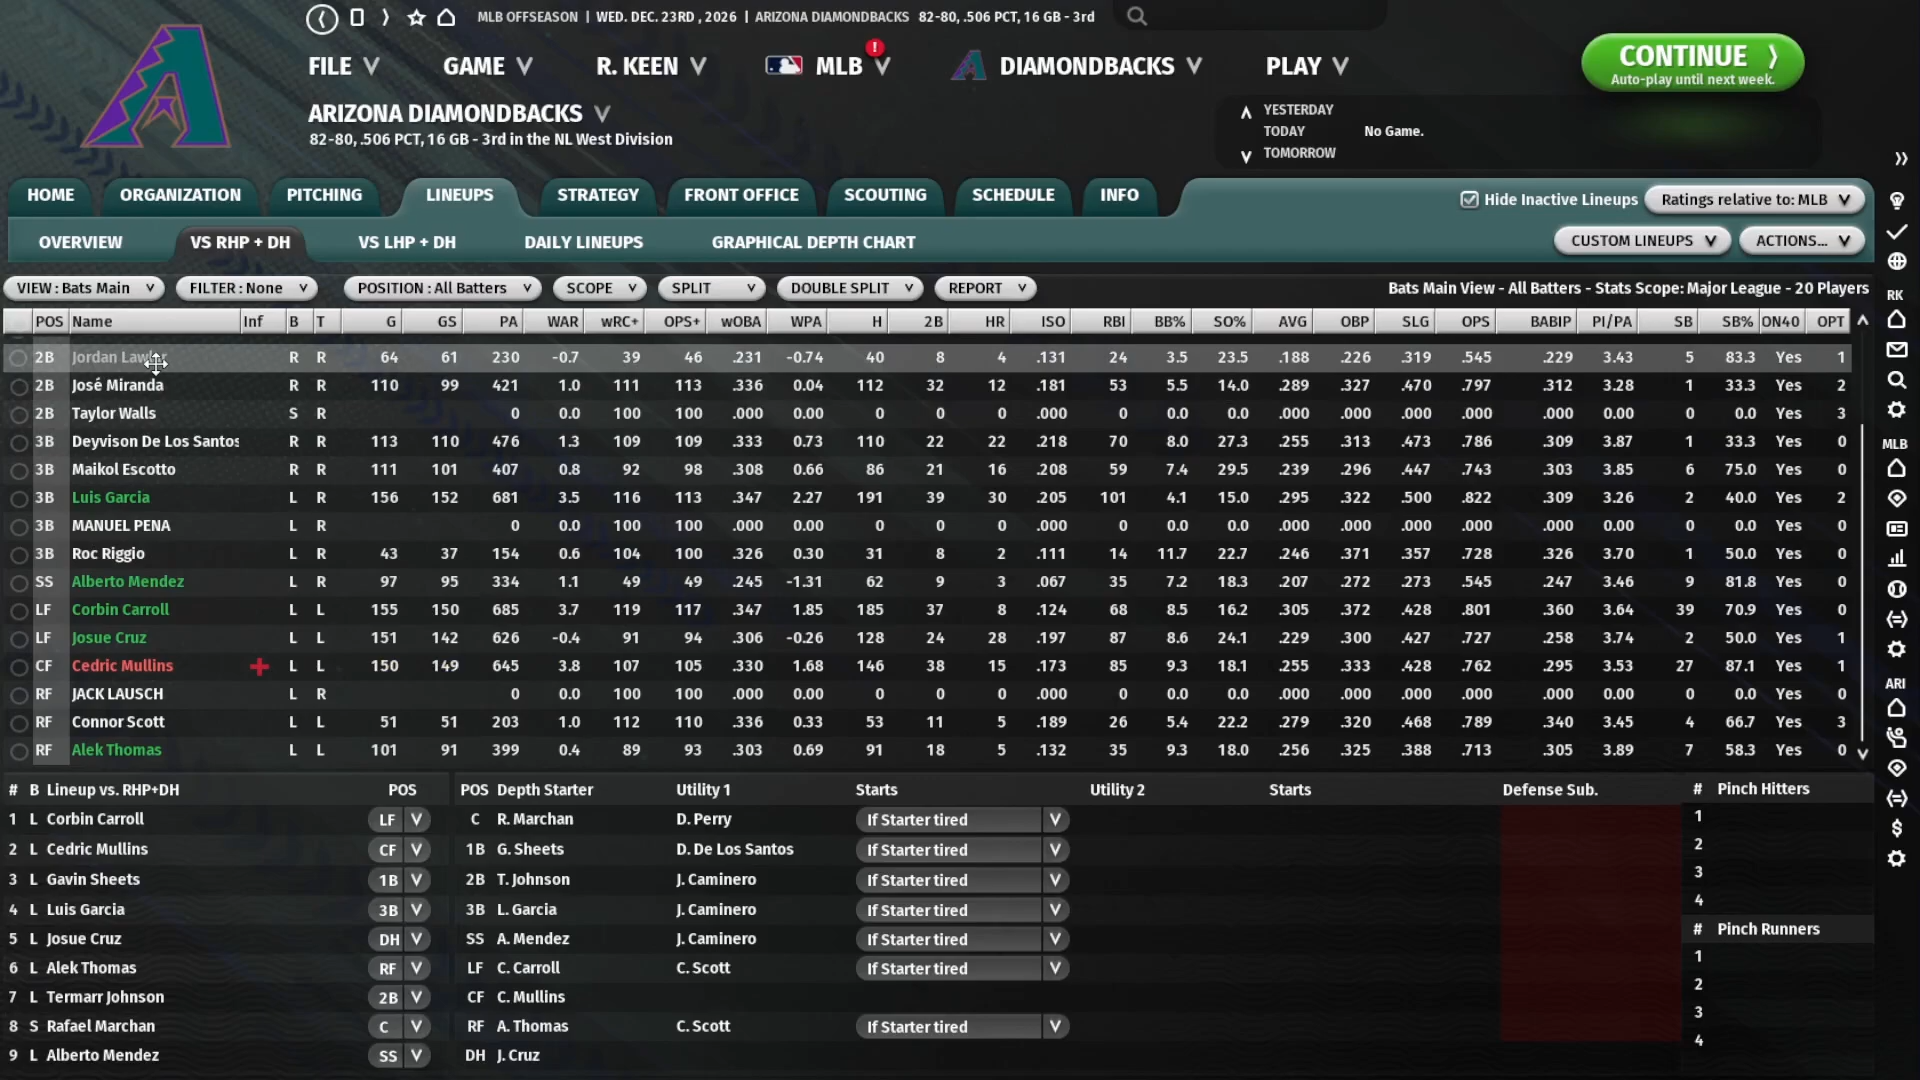 MLB OFFSEASON | WED. DEC. 23RD , 2026 | ARIZONA DIAMONDBACKS 82-80, .506 PCT, 16 GB - 3rd
FILE GAME R. KEEN MLB ! DIAMONDBACKS PLAY
CONTINUE
Auto-play until next week.
ARIZONA DIAMONDBACKS
82-80, .506 PCT, 16 GB - 3rd in the NL West Division
YESTERDAY
TODAY No Game.
TOMORROW
HOME ORGANIZATION PITCHING LINEUPS STRATEGY FRONT OFFICE SCOUTING SCHEDULE INFO
Hide Inactive Lineups Ratings relative to: MLB
OVERVIEW VS RHP + DH VS LHP + DH DAILY LINEUPS GRAPHICAL DEPTH CHART CUSTOM LINEUPS ACTIONS...
VIEW : Bats Main FILTER : None POSITION : All Batters SCOPE SPLIT DOUBLE SPLIT REPORT Bats Main View - All Batters - Stats Scope: Major League - 20 Players
POS Name Inf B T G GS PA WAR wRC+ OPS+ wOBA WPA H 2B HR ISO RBI BB% SO% AVG OBP SLG OPS BABIP PI/PA SB SB% ON40 OPT
2B Jordan R R 64 61 230 -0.7 39 46 .231 -0.74 40 8 4 .131 24 3.5 23.5 .188 .226 .319 .545 .229 3.43 5 83.3 Yes 1
2B José Miranda R R 110 99 421 1.0 111 113 .336 0.04 112 32 12 .181 53 5.5 14.0 .289 .327 .470 .797 .312 3.28 1 33.3 Yes 2
2B Taylor Walls S R 0 0.0 100 100 .000 0.00 0 0 0 .000 0 0.0 0.0 .000 .000 .000 .000 .000 0.00 0 0.0 Yes 3
3B Deyvison De Los Santos R R 113 110 476 1.3 109 109 .333 0.73 110 22 22 .218 70 8.0 27.3 .255 .313 .473 .786 .309 3.87 1 33.3 Yes 0
3B Maikol Escotto R R 111 101 407 0.8 92 98 .308 0.66 86 21 16 .208 59 7.4 29.5 .239 .296 .447 .743 .303 3.85 6 75.0 Yes 0
3B Luis Garcia L R 156 152 681 3.5 116 113 .347 2.27 191 39 30 .205 101 4.1 15.0 .295 .322 .500 .822 .309 3.26 2 40.0 Yes 2
3B MANUEL PENA L R 0 0.0 100 100 .000 0.00 0 0 0 .000 0 0.0 0.0 .000 .000 .000 .000 .000 0.00 0 0.0 Yes 0
3B Roc Riggio L R 43 37 154 0.6 104 100 .326 0.30 31 8 2 .111 14 11.7 22.7 .246 .371 .357 .728 .326 3.70 1 50.0 Yes 0
SS Alberto Mendez L R 97 95 334 1.1 49 49 .245 -1.31 62 9 3 .067 35 7.2 18.3 .207 .272 .273 .545 .247 3.46 9 81.8 Yes 0
LF Corbin Carroll L L 155 150 685 3.7 119 117 .347 1.85 185 37 8 .124 68 8.5 16.2 .305 .372 .428 .801 .360 3.64 39 70.9 Yes 0
LF Josue Cruz L L 151 142 626 -0.4 91 94 .306 -0.26 128 24 28 .197 87 8.6 24.1 .229 .300 .427 .727 .258 3.74 2 50.0 Yes 1
CF Cedric Mullins L L 150 149 645 3.8 107 105 .330 1.68 146 38 15 .173 85 9.3 18.1 .255 .333 .428 .762 .295 3.53 27 87.1 Yes 1
RF JACK LAUSCH L R 0 0.0 100 100 .000 0.00 0 0 0 .000 0 0.0 0.0 .000 .000 .000 .000 .000 0.00 0 0.0 Yes 0
RF Connor Scott L L 51 51 203 1.0 112 110 .336 0.33 53 11 5 .189 26 5.4 22.2 .279 .320 .468 .789 .340 3.45 4 66.7 Yes 3
RF Alek Thomas L L 101 91 399 0.4 89 93 .303 0.69 91 18 5 .132 35 9.3 18.0 .256 .325 .388 .713 .305 3.89 7 58.3 Yes 0
# B Lineup vs. RHP+DH POS POS Depth Starter Utility 1 Starts Utility 2 Starts Defense Sub. # Pinch Hitters
1 L Corbin Carroll LF C R. Marchan D. Perry If Starter tired 1
2 L Cedric Mullins CF 1B G. Sheets D. De Los Santos If Starter tired 2
3 L Gavin Sheets 1B 2B T. Johnson J. Caminero If Starter tired 3
4 L Luis Garcia 3B 3B L. Garcia J. Caminero If Starter tired 4
5 L Josue Cruz DH SS A. Mendez J. Caminero If Starter tired # Pinch Runners
6 L Alek Thomas RF LF C. Carroll C. Scott If Starter tired 1
7 L Termarr Johnson 2B CF C. Mullins 2
8 S Rafael Marchan C RF A. Thomas C. Scott If Starter tired 3
9 L Alberto Mendez SS DH J. Cruz 4
RK
MLB
ARI